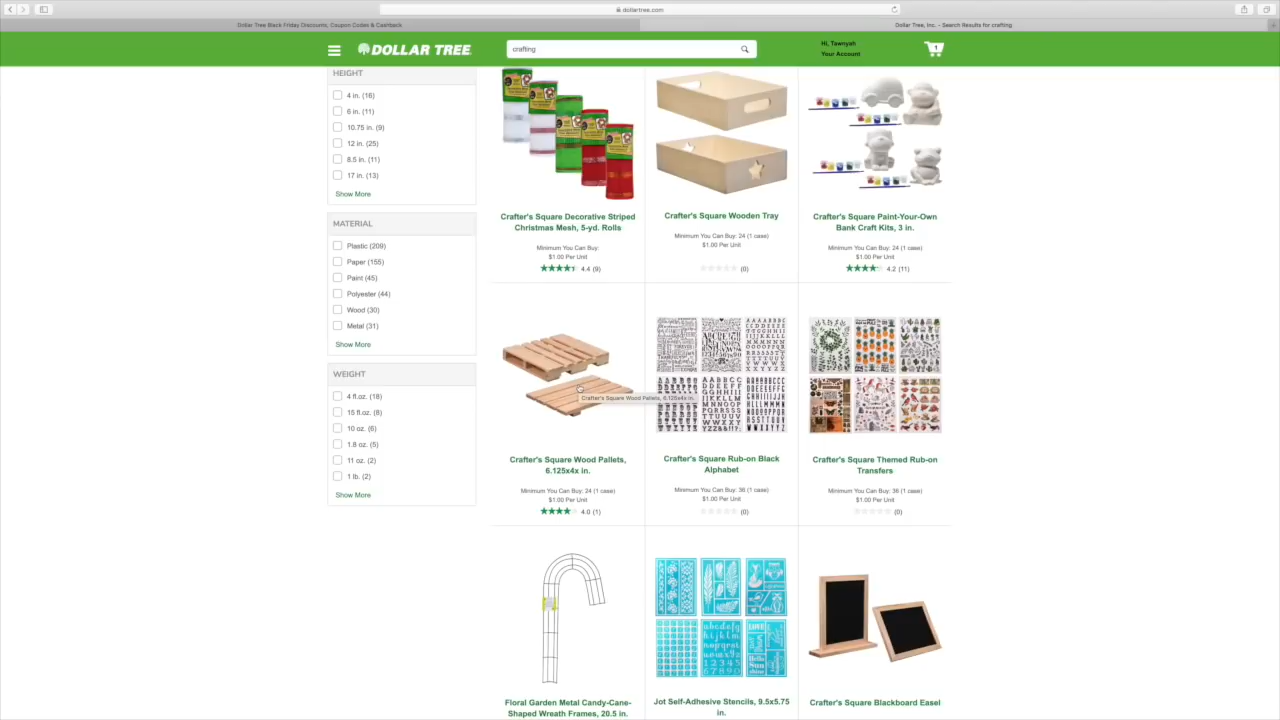 dollartree.com
Dollar Tree Black Friday Discounts, Coupon Codes & Cashback
Dollar Tree, Inc. - Search Results for crafting
DOLLAR TREE
crafting
Hi, Tawnyah
Your Account
1
HEIGHT
4 in. (16)
6 in. (11)
10.75 in. (9)
12 in. (25)
8.5 in. (11)
17 in. (13)
Show More
MATERIAL
Plastic (209)
Paper (155)
Paint (45)
Polyester (44)
Wood (30)
Metal (31)
Show More
WEIGHT
4 fl.oz. (18)
15 fl.oz. (8)
10 oz. (6)
1.8 oz. (5)
11 oz. (2)
1 lb. (2)
Show More
Crafter's Square Decorative Striped
Christmas Mesh, 5-yd. Rolls
Minimum You Can Buy:
$1.00 Per Unit
4.4 (9)
Crafter's Square Wooden Tray
Minimum You Can Buy: 24 (1 case)
$1.00 Per Unit
(0)
Crafter's Square Paint-Your-Own
Bank Craft Kits, 3 in.
Minimum You Can Buy: 24 (1 case)
$1.00 Per Unit
4.2 (11)
Crafter's Square Wood Pallets, 6.125x4x in.
Crafter's Square Wood Pallets,
6.125x4x in.
Minimum You Can Buy: 24 (1 case)
$1.00 Per Unit
4.0 (1)
Crafter's Square Rub-on Black
Alphabet
Minimum You Can Buy: 36 (1 case)
$1.00 Per Unit
(0)
Crafter's Square Themed Rub-on
Transfers
Minimum You Can Buy: 36 (1 case)
$1.00 Per Unit
(0)
Floral Garden Metal Candy-Cane-
Shaped Wreath Frames, 20.5 in.
Jot Self-Adhesive Stencils, 9.5x5.75
in.
Crafter's Square Blackboard Easel